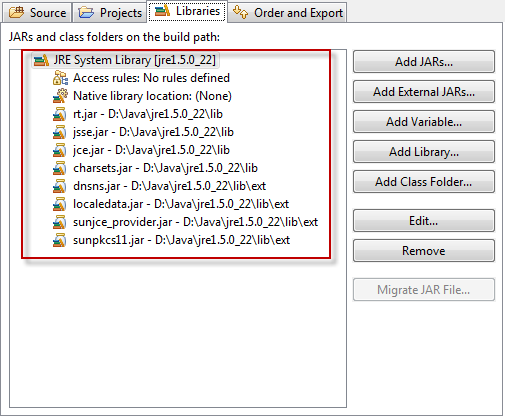 Source Projects Libraries Order and Export
JARs and class folders on the build path:
JRE System Library [jre1.5.0_22]
Access rules: No rules defined
Native library location: (None)
rt.jar - D:\Java\jre1.5.0_22\lib
jsse.jar - D:\Java\jre1.5.0_22\lib
jce.jar - D:\Java\jre1.5.0_22\lib
charsets.jar - D:\Java\jre1.5.0_22\lib
dnsns.jar - D:\Java\jre1.5.0_22\lib\ext
localedata.jar - D:\Java\jre1.5.0_22\lib\ext
sunjce_provider.jar - D:\Java\jre1.5.0_22\lib\ext
sunpkcs11.jar - D:\Java\jre1.5.0_22\lib\ext
Add JARs...
Add External JARs...
Add Variable...
Add Library...
Add Class Folder...
Edit...
Remove
Migrate JAR File...